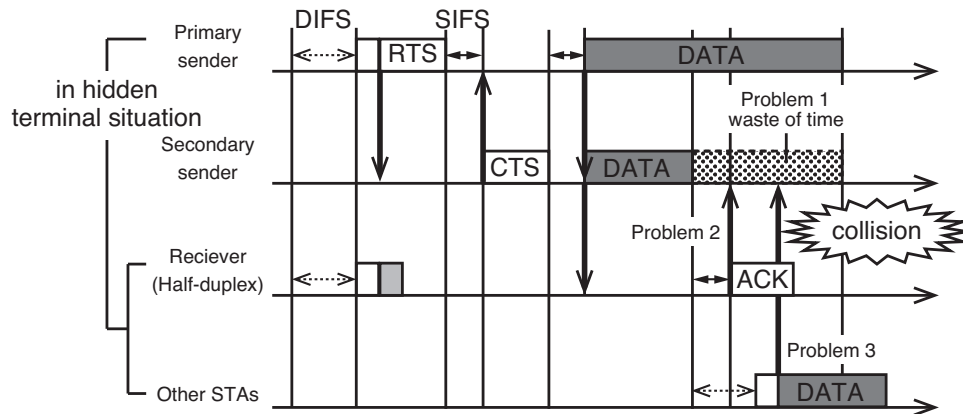 DIFS
SIFS
Primary
sender
RTS
DATA
in hidden
terminal situation
Problem 1
waste of time
Secondary
sender
CTS
DATA
Problem 2
collision
Reciever
(Half-duplex)
ACK
Problem 3
Other STAs
DATA